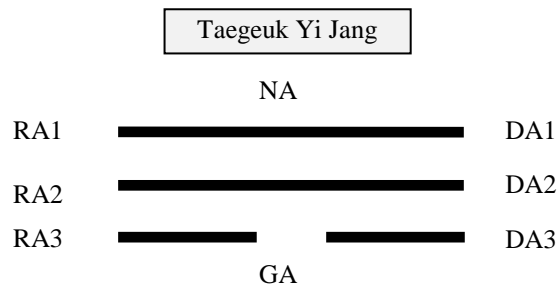 Taegeuk Yi Jang
NA
RA1 DA1
RA2 DA2
RA3 DA3
GA